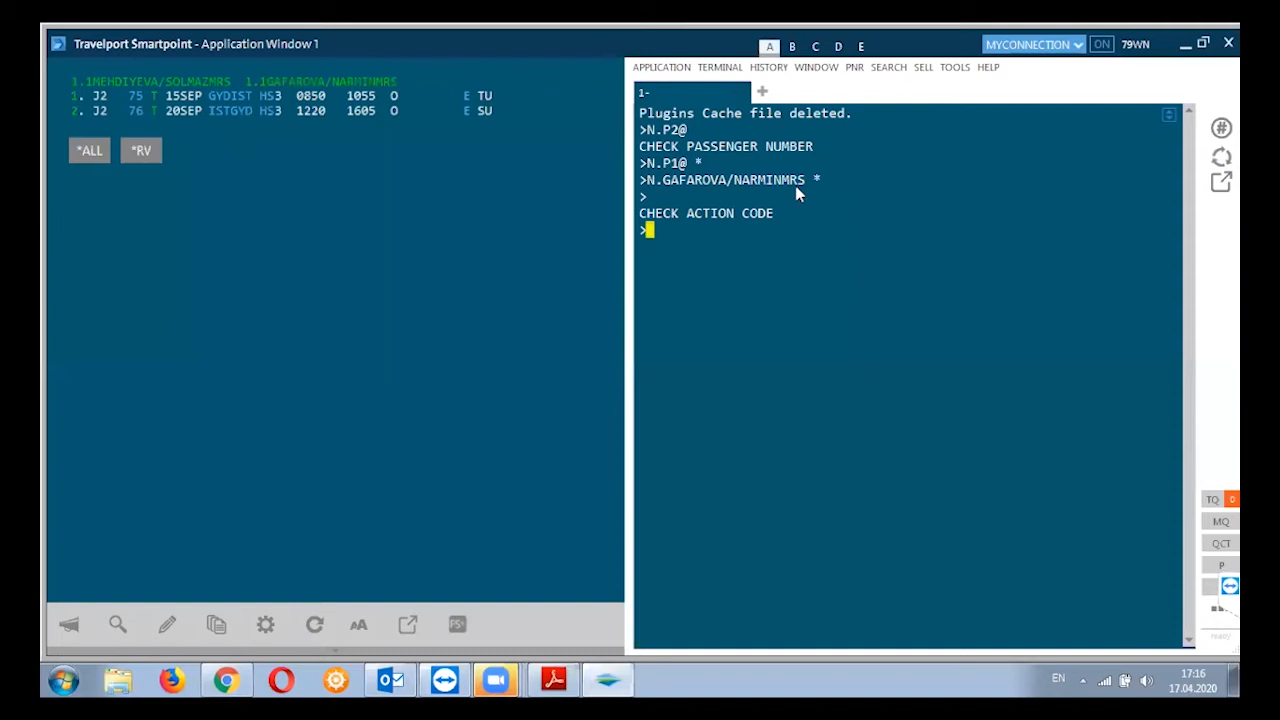 Travelport Smartpoint - Application Window 1
A B C D E
MYCONNECTION ON 79WN
APPLICATION TERMINAL HISTORY WINDOW PNR SEARCH SELL TOOLS HELP
1.1MEHDIYEVA/SOLMAZMRS 1.1GAFAROVA/NARMINMRS
1. J2 75 T 15SEP GYDIST HS3 0850 1055 O E TU
2. J2 76 T 20SEP ISTGYD HS3 1220 1605 O E SU
*ALL *RV
1-
Plugins Cache file deleted.
>N.P2@
CHECK PASSENGER NUMBER
>N.P1@ *
>N.GAFAROVA/NARMINMRS *
>
CHECK ACTION CODE
>
TQ 0
MQ
QCT
P
ready
AA
PS+
EN
17:16
17.04.2020